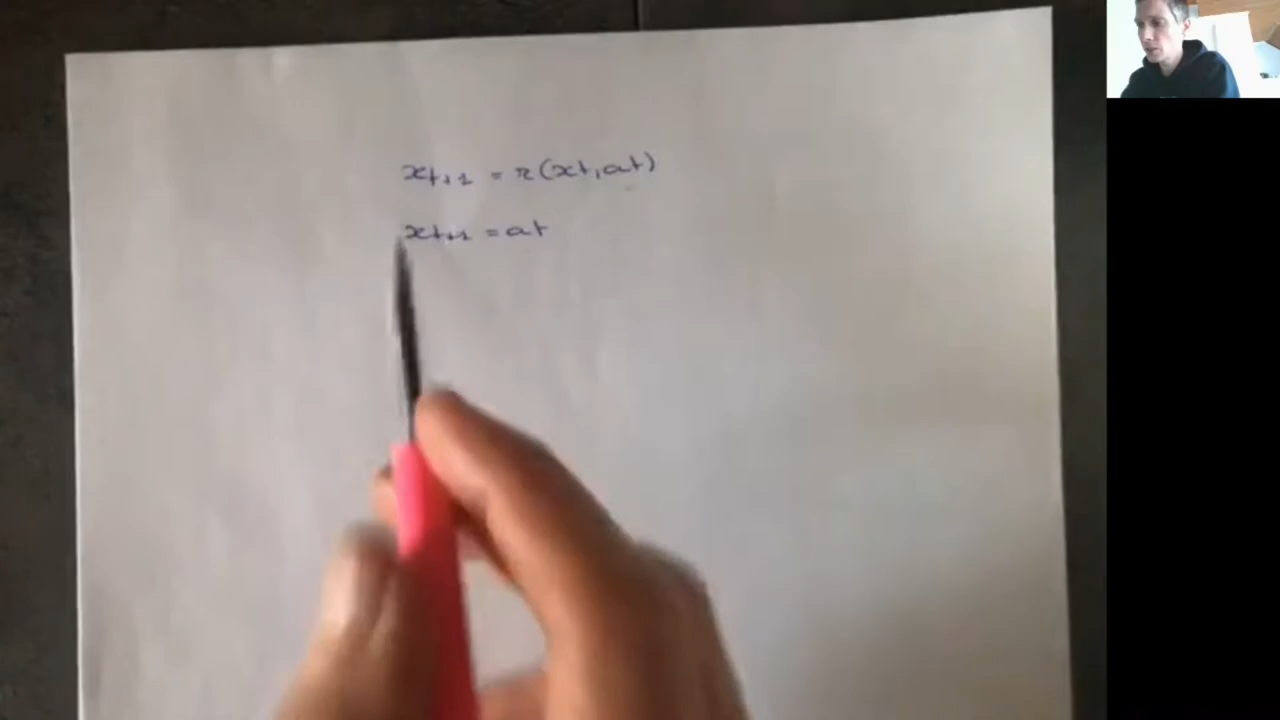 xt+1 = r(xt, at)
xt+1 = at